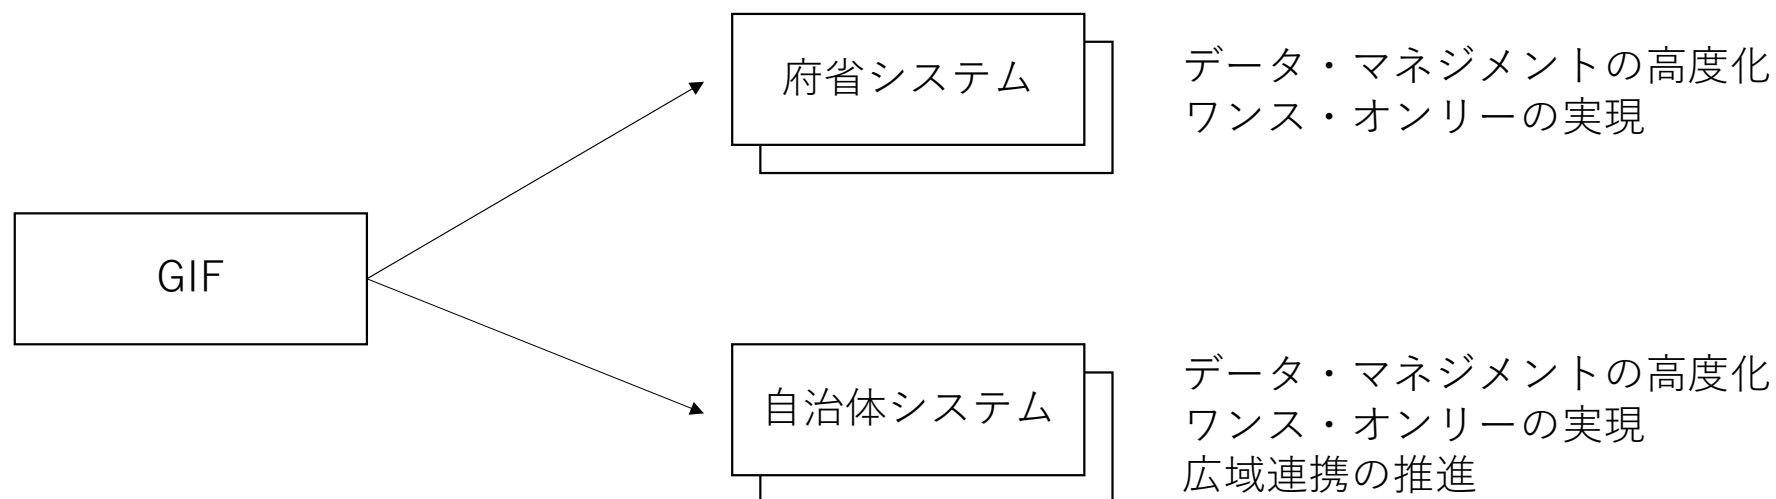 府省システム
データ・マネジメントの高度化
ワンス・オンリーの実現
GIF
自治体システム
データ・マネジメントの高度化
ワンス・オンリーの実現
広域連携の推進